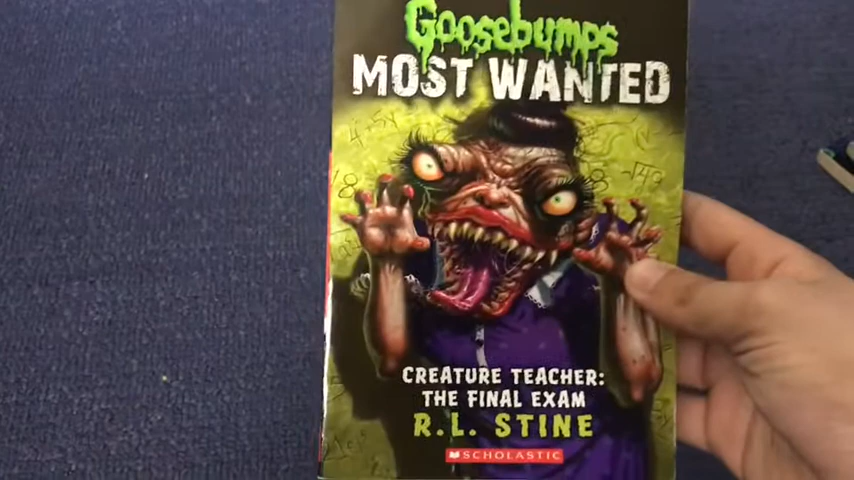 Goosebumps
MOST WANTED
CREATURE TEACHER:
THE FINAL EXAM
R.L. STINE
SCHOLASTIC